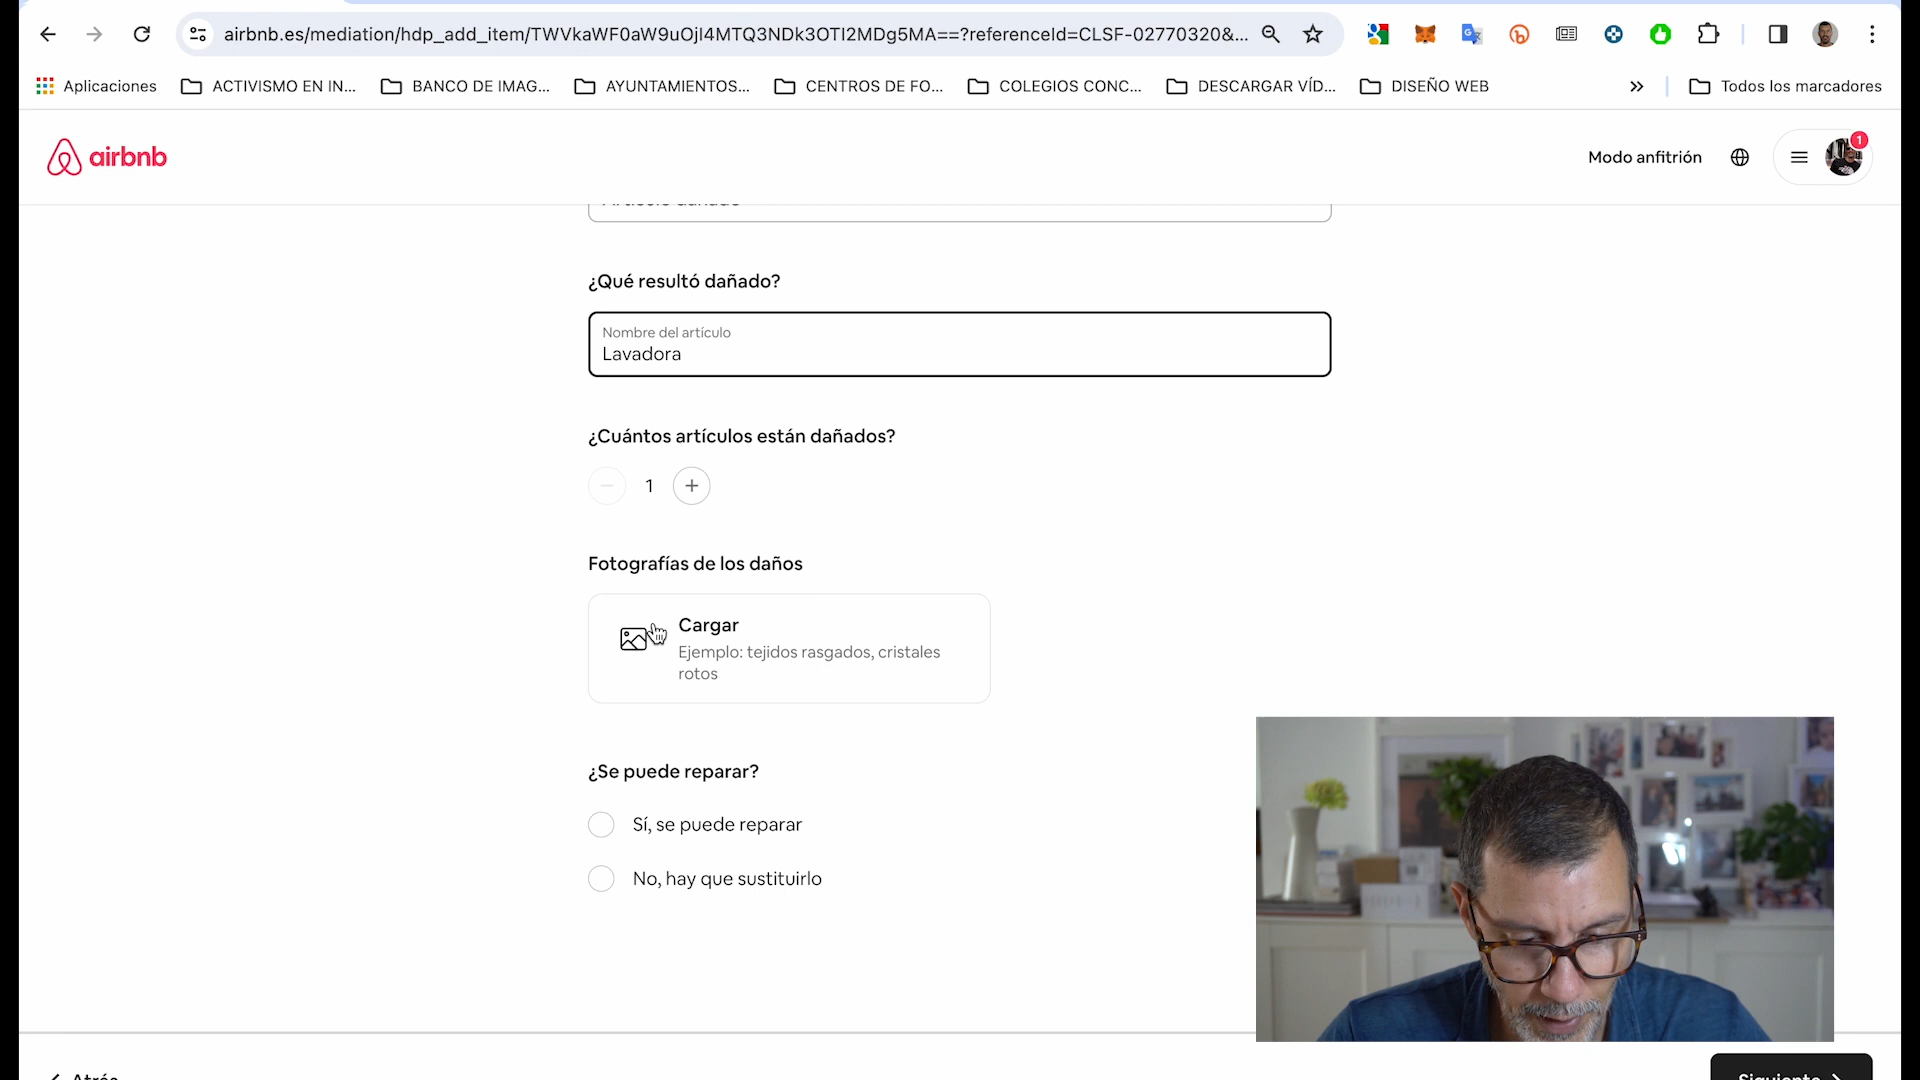 airbnb.es/mediation/hdp_add_item/TWVkaWF0aW9uOjI4MTQ3NDk3OTI2MDg5MA==?referenceId=CLSF-02770320&...
Aplicaciones
ACTIVISMO EN IN...
BANCO DE IMAG...
AYUNTAMIENTOS...
CENTROS DE FO...
COLEGIOS CONC...
DESCARGAR VÍD...
DISEÑO WEB
Todos los marcadores
airbnb
Modo anfitrión
1
¿Qué resultó dañado?
Nombre del artículo
Lavadora
¿Cuántos artículos están dañados?
1
Fotografías de los daños
Cargar
Ejemplo: tejidos rasgados, cristales
rotos
¿Se puede reparar?
Sí, se puede reparar
No, hay que sustituirlo
Atrás
Siguiente